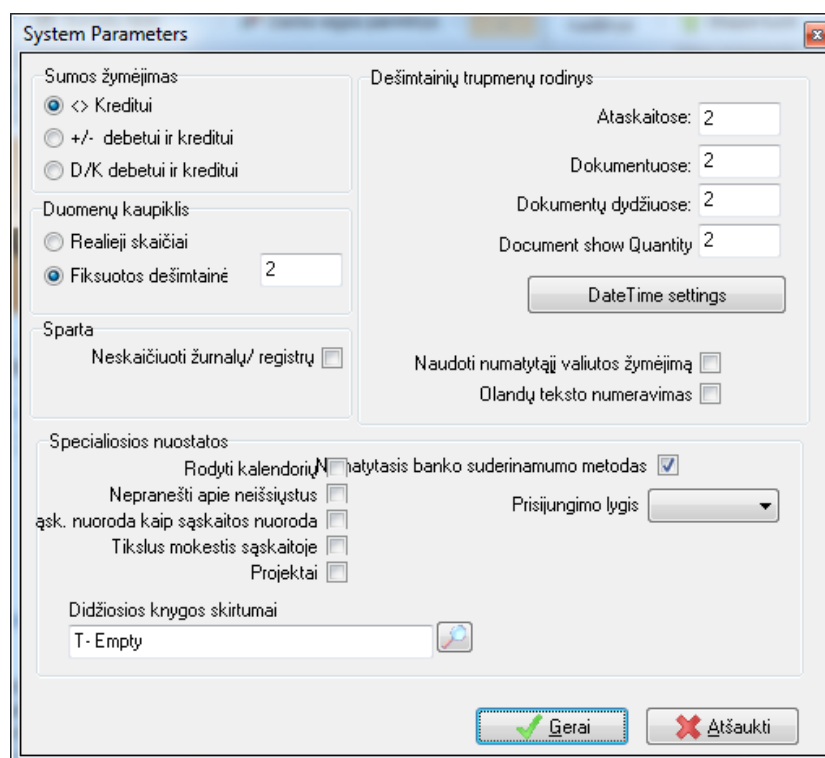 System Parameters
Sumos žymėjimas
<> Kreditui
+/- debetui ir kreditui
D/K debetui ir kreditui
Duomenų kaupiklis
Realieji skaičiai
Fiksuotos dešimtainė 2
Sparta
Neskaičiuoti žurnalų/ registrų
Dešimtainių trupmenų rodinys
Ataskaitose: 2
Dokumentuose: 2
Dokumentų dydžiuose: 2
Document show Quantity 2
DateTime settings
Naudoti numatytąjį valiutos žymėjimą
Olandų teksto numeravimas
Specialiosios nuostatos
Rodyti kalendorių
Nepranešti apie neišsiųstus
ąsk. nuoroda kaip sąskaitos nuoroda
Tikslus mokestis sąskaitoje
Projektai
banko suderinamumo metodas
Prisijungimo lygis
Didžiosios knygos skirtumai
T- Empty
Gerai
Atšaukti